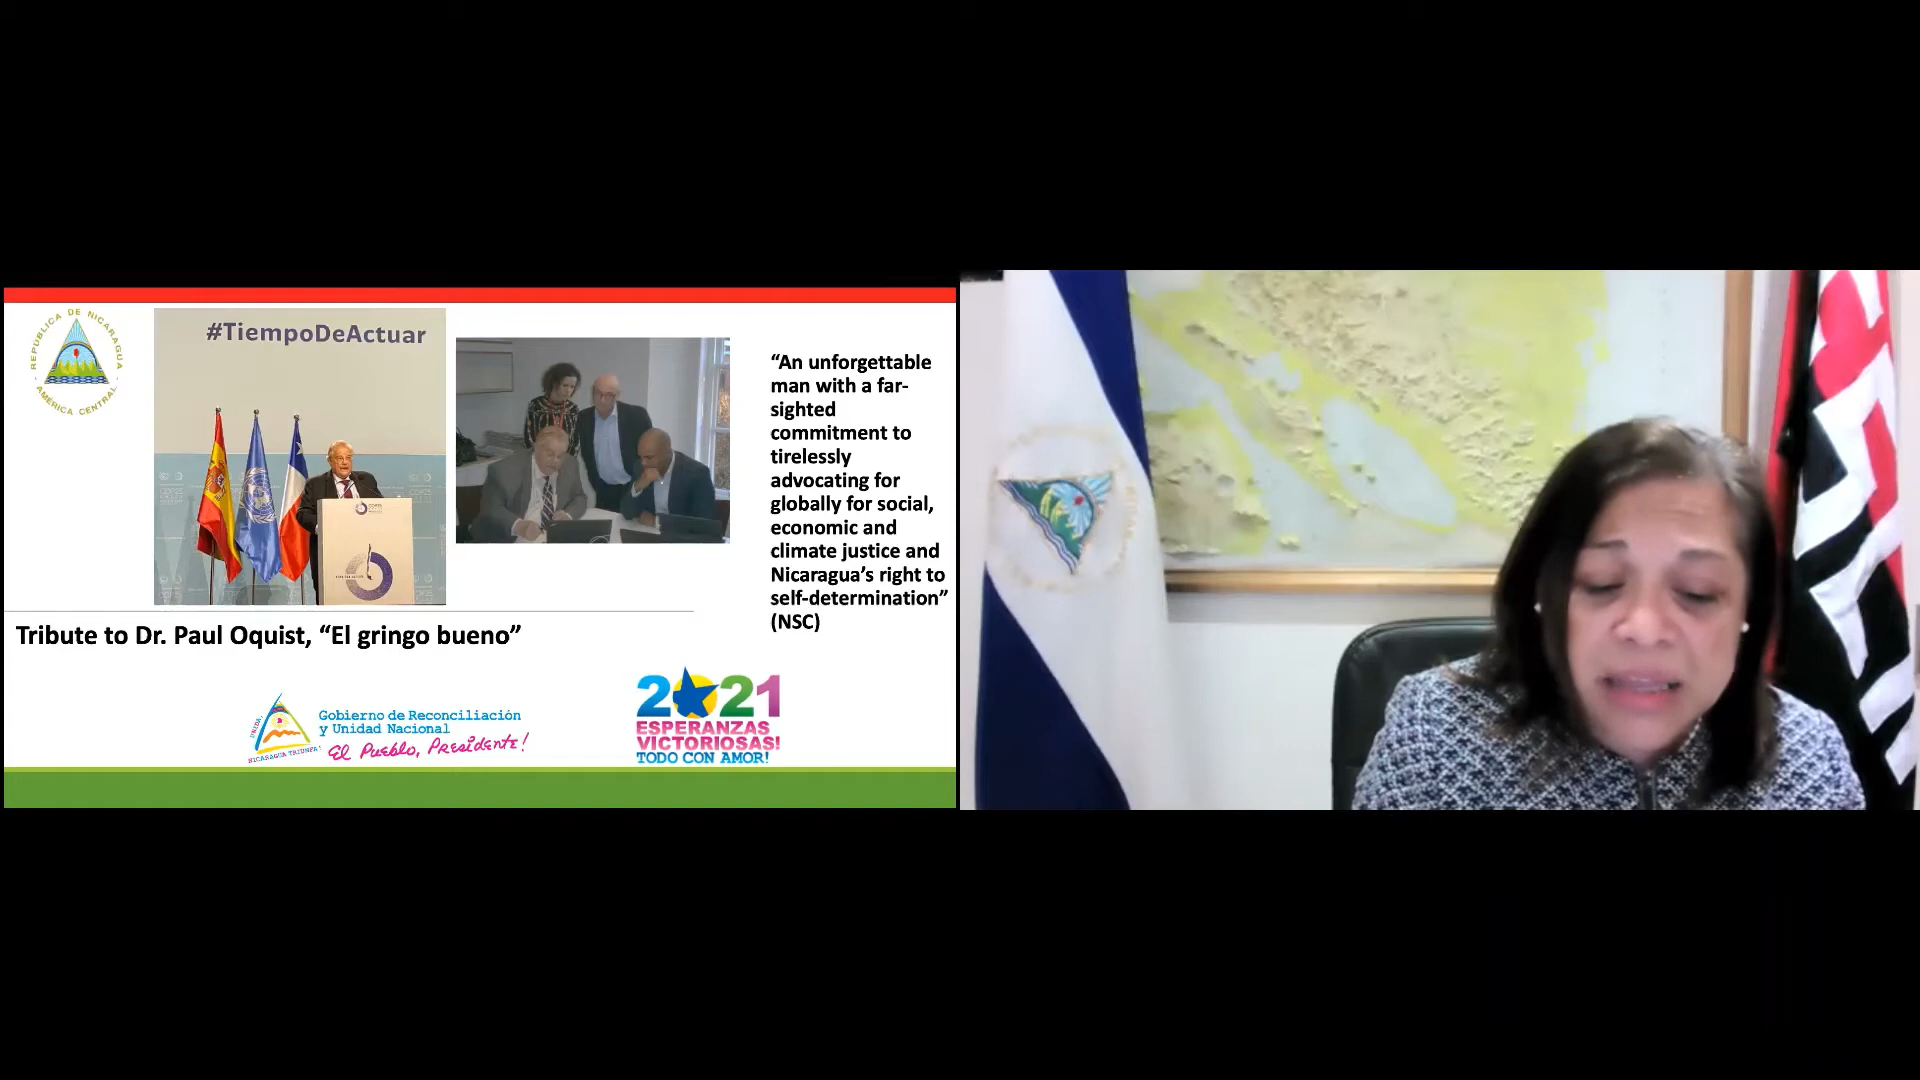 REPÚBLICA DE NICARAGUA
- AMÉRICA CENTRAL -
#TiempoDeActuar
“An unforgettable
man with a far-
sighted
commitment to
tirelessly
advocating for
globally for social,
economic and
climate justice and
Nicaragua’s right to
self-determination”
(NSC)
Tribute to Dr. Paul Oquist, “El gringo bueno”
¡UNIDA,
NICARAGUA TRIUNFA!
Gobierno de Reconciliación
y Unidad Nacional
El Pueblo, Presidente!
2021
ESPERANZAS
VICTORIOSAS!
TODO CON AMOR!